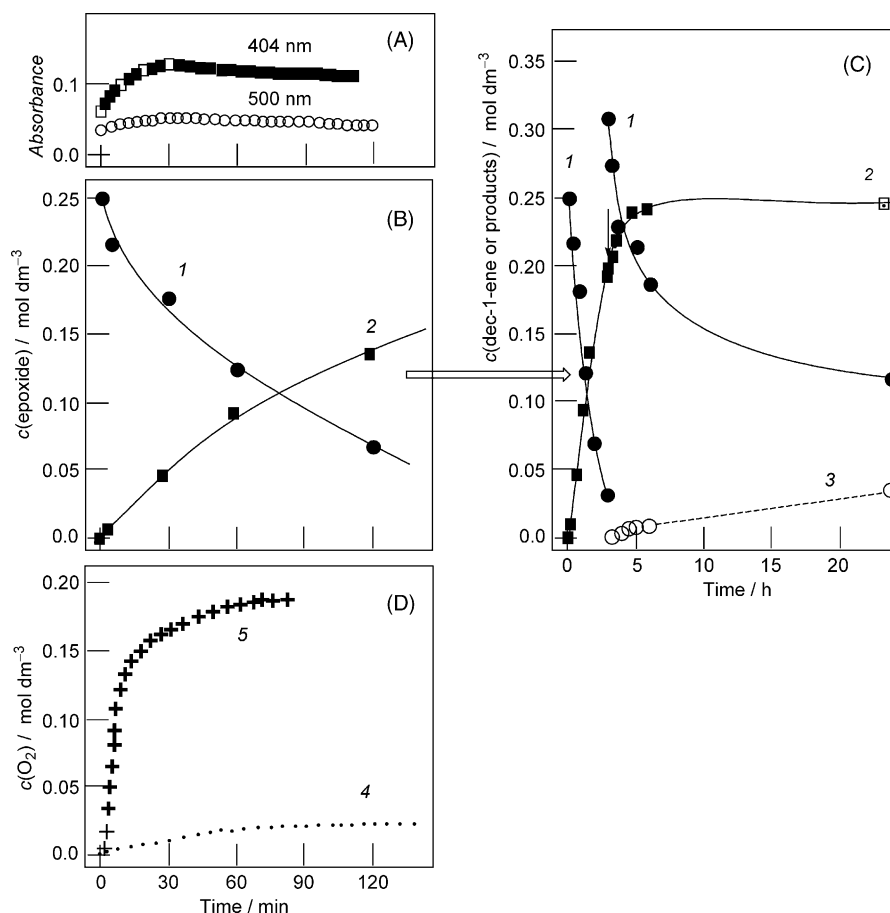 (A)
404 nm
500 nm
Absorbance
0.1
0.0
(B)
0.25
0.20
0.15
0.10
0.05
0.0
c(epoxide) / mol dm−3
1
2
(C)
0.35
0.30
0.25
0.20
0.15
0.10
0.05
0.0
c(dec-1-ene or products) / mol dm−3
1
1
2
3
0 5 10 15 20
Time / h
(D)
0.20
0.15
0.10
0.05
0.0
c(O2) / mol dm−3
5
4
0 30 60 90 120
Time / min